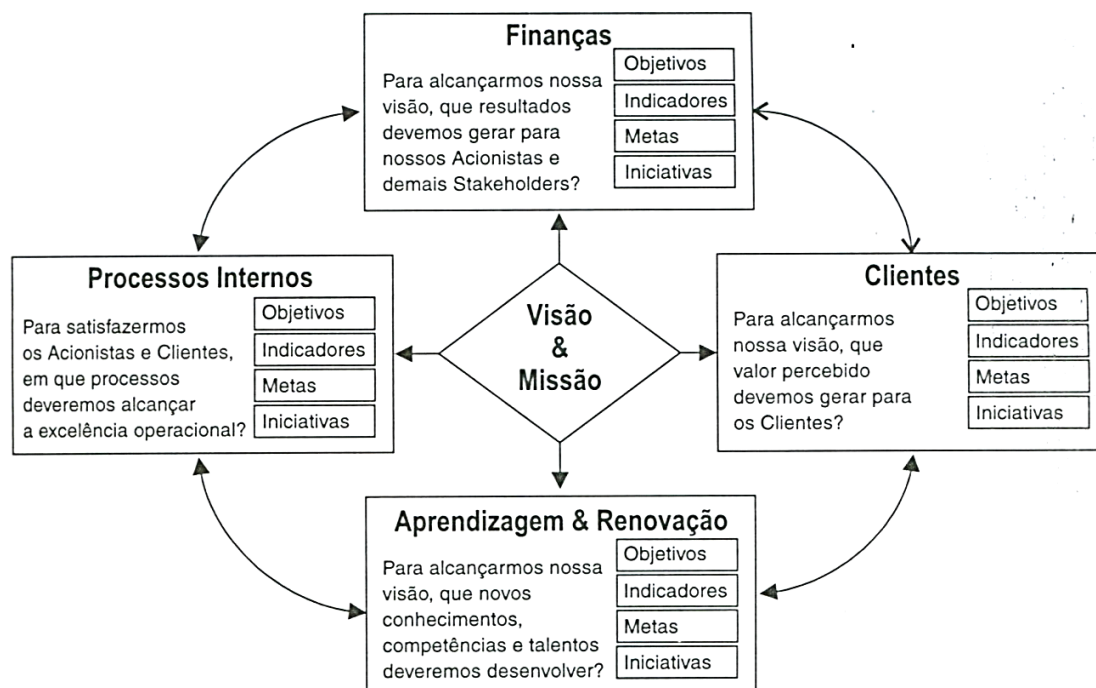 Finanças
Para alcançarmos nossa
visão, que resultados
devemos gerar para
nossos Acionistas e
demais Stakeholders?
Objetivos
Indicadores
Metas
Iniciativas
Processos Internos
Para satisfazermos
os Acionistas e Clientes,
em que processos
deveremos alcançar
a excelência operacional?
Objetivos
Indicadores
Metas
Iniciativas
Visão
&
Missão
Clientes
Para alcançarmos
nossa visão, que
valor percebido
devemos gerar para
os Clientes?
Objetivos
Indicadores
Metas
Iniciativas
Aprendizagem & Renovação
Para alcançarmos nossa
visão, que novos
conhecimentos,
competências e talentos
deveremos desenvolver?
Objetivos
Indicadores
Metas
Iniciativas